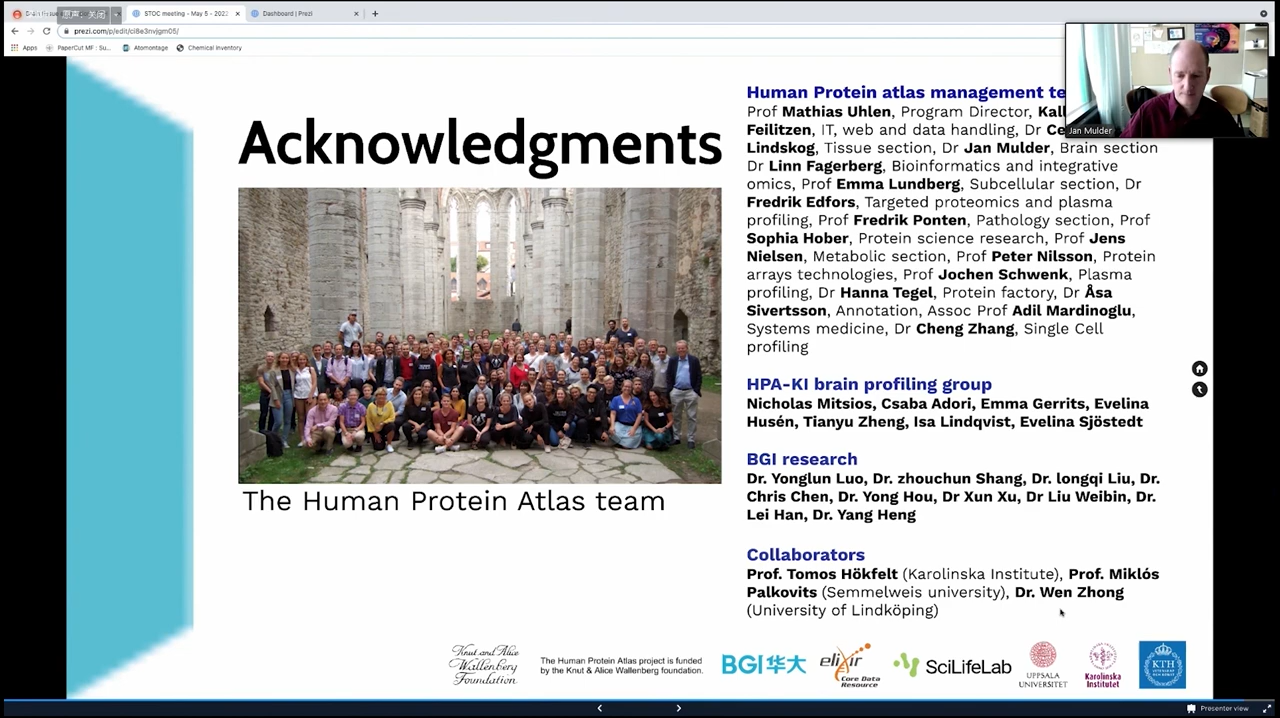 STOC meeting - May 5 - 2022
Dashboard | Prezi
prezi.com/p/edit/ci8e3nvjgm05/
Apps
PaperCut MF : Su...
Atomontage
Chemical Inventory
Jan Mulder
Acknowledgments
The Human Protein Atlas team
Human Protein atlas management te
Prof Mathias Uhlen, Program Director, Kall
Feilitzen, IT, web and data handling, Dr Ce
Lindskog, Tissue section, Dr Jan Mulder, Brain section
Dr Linn Fagerberg, Bioinformatics and integrative
omics, Prof Emma Lundberg, Subcellular section, Dr
Fredrik Edfors, Targeted proteomics and plasma
profiling, Prof Fredrik Ponten, Pathology section, Prof
Sophia Hober, Protein science research, Prof Jens
Nielsen, Metabolic section, Prof Peter Nilsson, Protein
arrays technologies, Prof Jochen Schwenk, Plasma
profiling, Dr Hanna Tegel, Protein factory, Dr Åsa
Sivertsson, Annotation, Assoc Prof Adil Mardinoglu,
Systems medicine, Dr Cheng Zhang, Single Cell
profiling
HPA-KI brain profiling group
Nicholas Mitsios, Csaba Adori, Emma Gerrits, Evelina
Husén, Tianyu Zheng, Isa Lindqvist, Evelina Sjöstedt
BGI research
Dr. Yonglun Luo, Dr. zhouchun Shang, Dr. longqi Liu, Dr.
Chris Chen, Dr. Yong Hou, Dr Xun Xu, Dr Liu Weibin, Dr.
Lei Han, Dr. Yang Heng
Collaborators
Prof. Tomos Hökfelt (Karolinska Institute), Prof. Miklós
Palkovits (Semmelweis university), Dr. Wen Zhong
(University of Lindköping)
Knut and Alice
Wallenberg
Foundation
The Human Protein Atlas project is funded
by the Knut & Alice Wallenberg foundation.
BGI华大
elixir
Core Data
Resource
SciLifeLab
UPPSALA
UNIVERSITET
Karolinska
Institutet
KTH
Presenter view